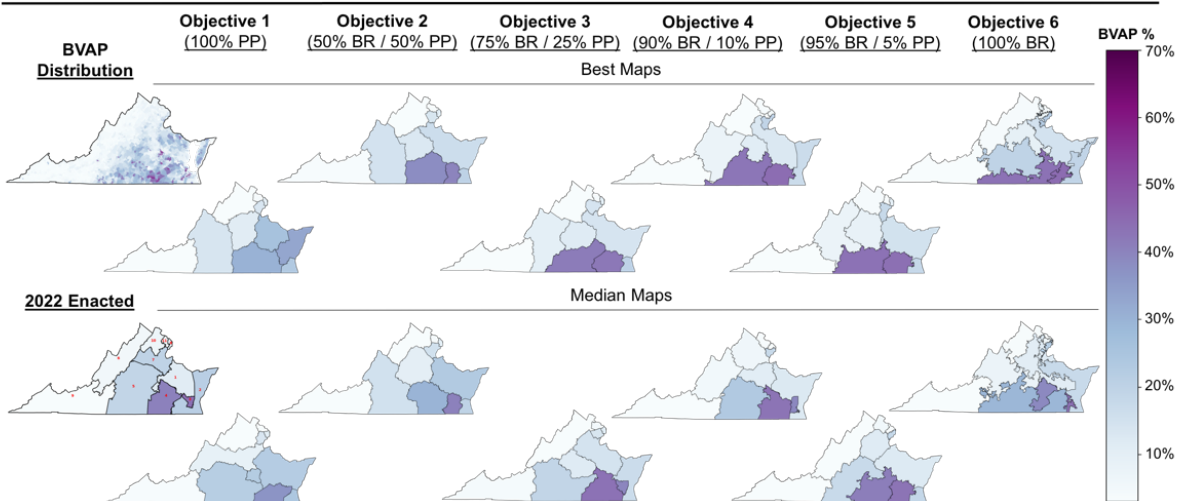 Objective 1 Objective 2 Objective 3 Objective 4 Objective 5 Objective 6
(100% PP) (50% BR / 50% PP) (75% BR / 25% PP) (90% BR / 10% PP) (95% BR / 5% PP) (100% BR)
BVAP %
BVAP
Distribution
Best Maps
70%
60%
50%
40%
30%
20%
10%
2022 Enacted
Median Maps